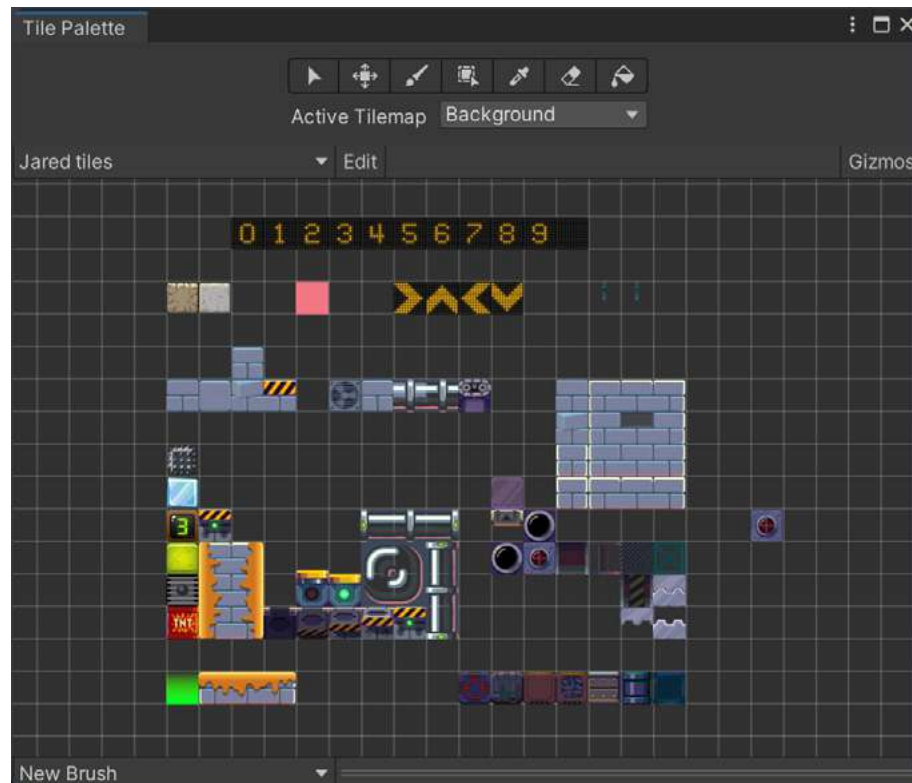 Tile Palette
Active Tilemap Background
Jared tiles Edit Gizmos
0 1 2 3 4 5 6 7 8 9
3
TNT
New Brush